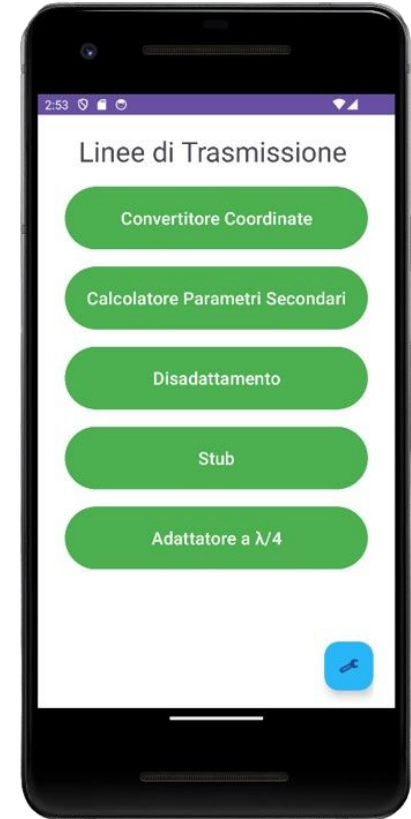 2:53
Linee di Trasmissione
Convertitore Coordinate
Calcolatore Parametri Secondari
Disadattamento
Stub
Adattatore a λ/4